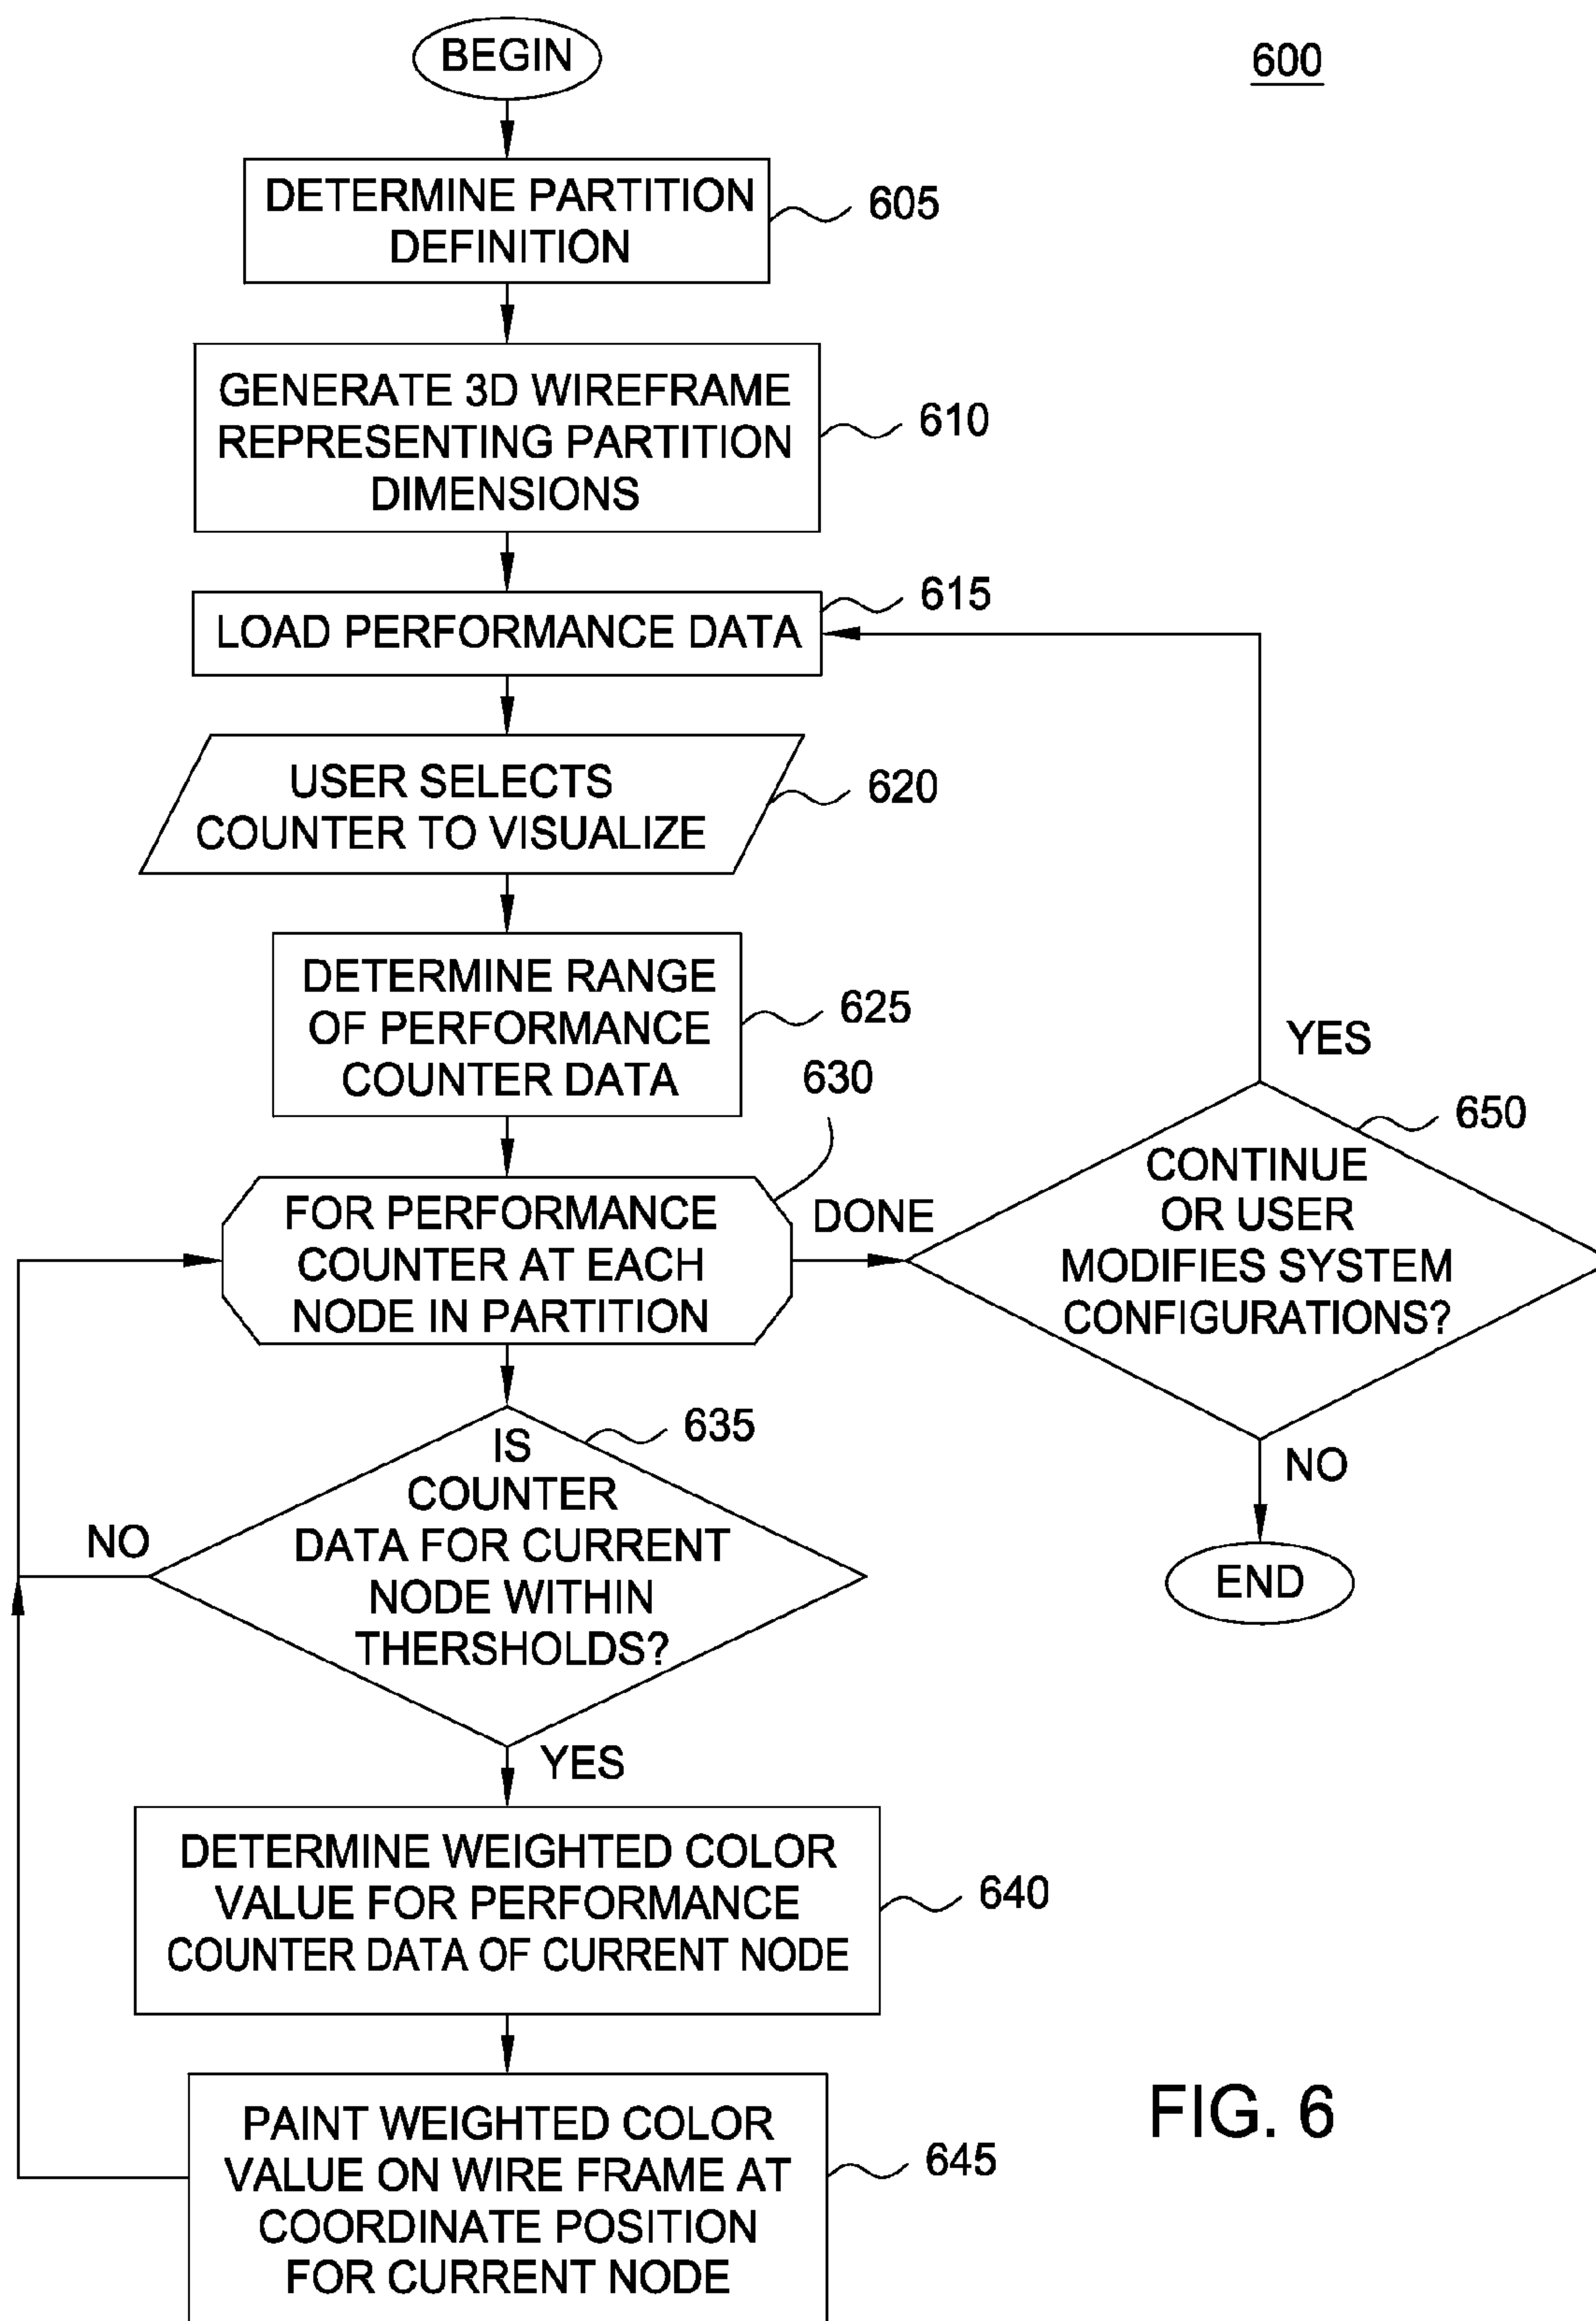 BEGIN
600
DETERMINE PARTITION
DEFINITION
605
GENERATE 3D WIREFRAME
REPRESENTING PARTITION
DIMENSIONS
610
LOAD PERFORMANCE DATA
615
USER SELECTS
COUNTER TO VISUALIZE
620
DETERMINE RANGE
OF PERFORMANCE
COUNTER DATA
625
630
FOR PERFORMANCE
COUNTER AT EACH
NODE IN PARTITION
DONE
YES
650
CONTINUE
OR USER
MODIFIES SYSTEM
CONFIGURATIONS?
NO
END
635
IS
COUNTER
DATA FOR CURRENT
NODE WITHIN
THERSHOLDS?
NO
YES
DETERMINE WEIGHTED COLOR
VALUE FOR PERFORMANCE
COUNTER DATA OF CURRENT NODE
640
PAINT WEIGHTED COLOR
VALUE ON WIRE FRAME AT
COORDINATE POSITION
FOR CURRENT NODE
645
FIG. 6